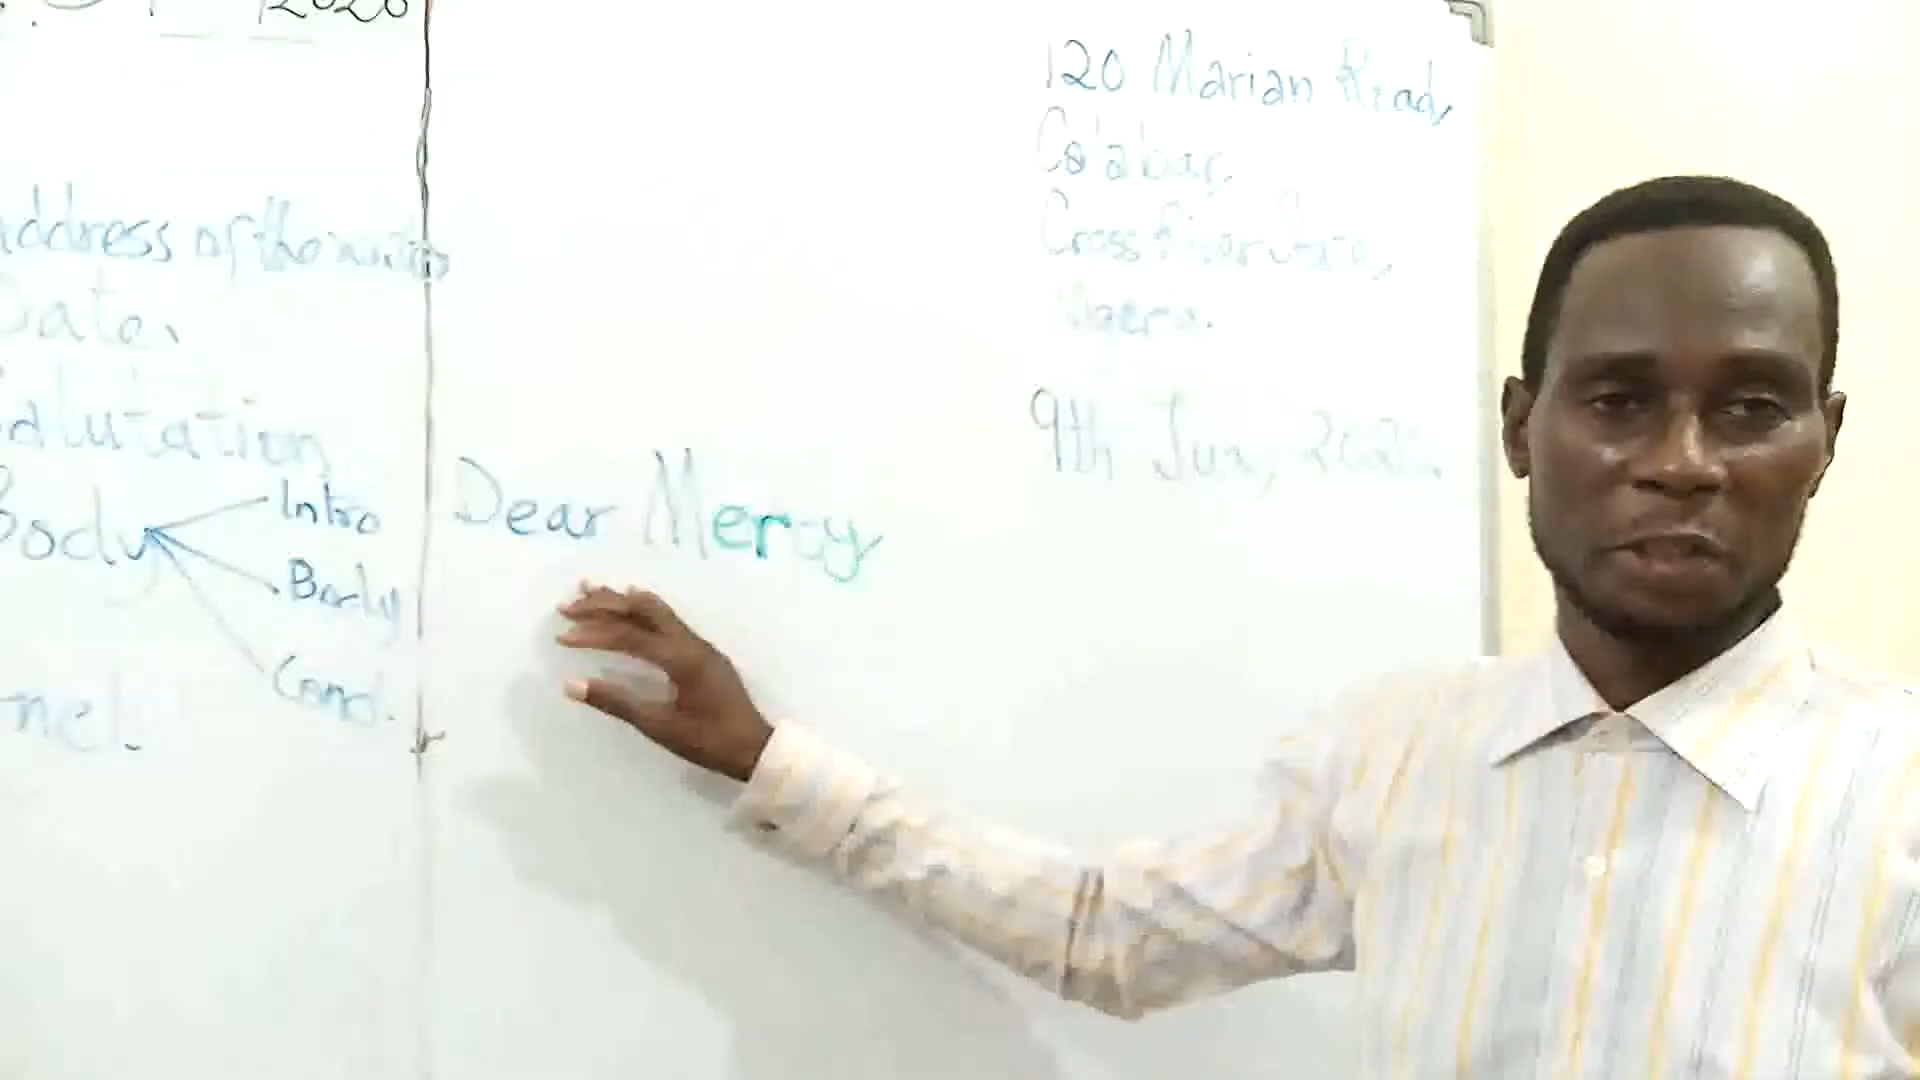 2020
address of the writer
Date,
Salutation
Body
Intro
Body
Concl.
120 Marian Road,
Calabar,
Cross River State,
Nigeria.
9th Jun, 202
Dear Mercy